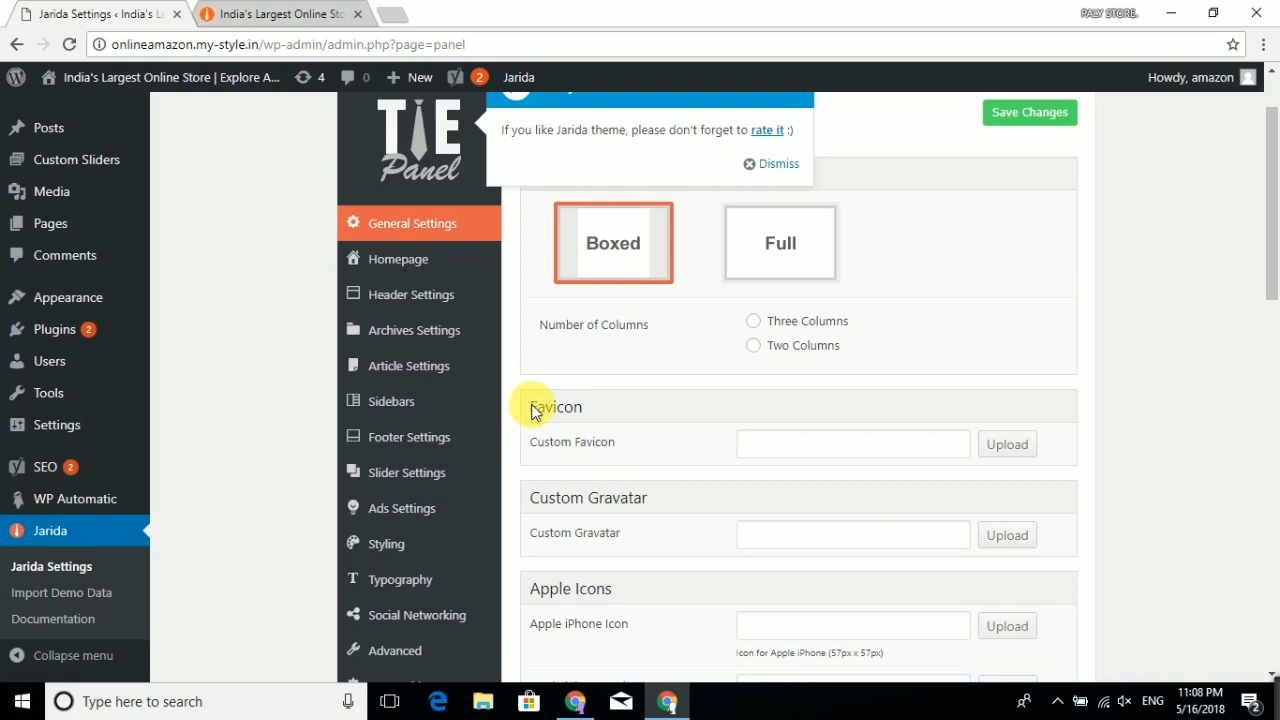 Jarida Settings ‹ India's L
India's Largest Online Sto
PALY STORE.
onlineamazon.my-style.in/wp-admin/admin.php?page=panel
India's Largest Online Store | Explore A...
4
0
New
2
Jarida
Howdy, amazon
Posts
Custom Sliders
Media
Pages
Comments
Appearance
Plugins 2
Users
Tools
Settings
SEO 2
WP Automatic
Jarida
Jarida Settings
Import Demo Data
Documentation
Collapse menu
TIE
Panel
General Settings
Homepage
Header Settings
Archives Settings
Article Settings
Sidebars
Footer Settings
Slider Settings
Ads Settings
Styling
Typography
Social Networking
Advanced
If you like Jarida theme, please don't forget to rate it :)
Dismiss
Save Changes
Boxed
Full
Number of Columns
Three Columns
Two Columns
Favicon
Custom Favicon
Upload
Custom Gravatar
Custom Gravatar
Upload
Apple Icons
Apple iPhone Icon
Upload
Icon for Apple iPhone (57px x 57px)
Type here to search
ENG
11:08 PM
5/16/2018
2